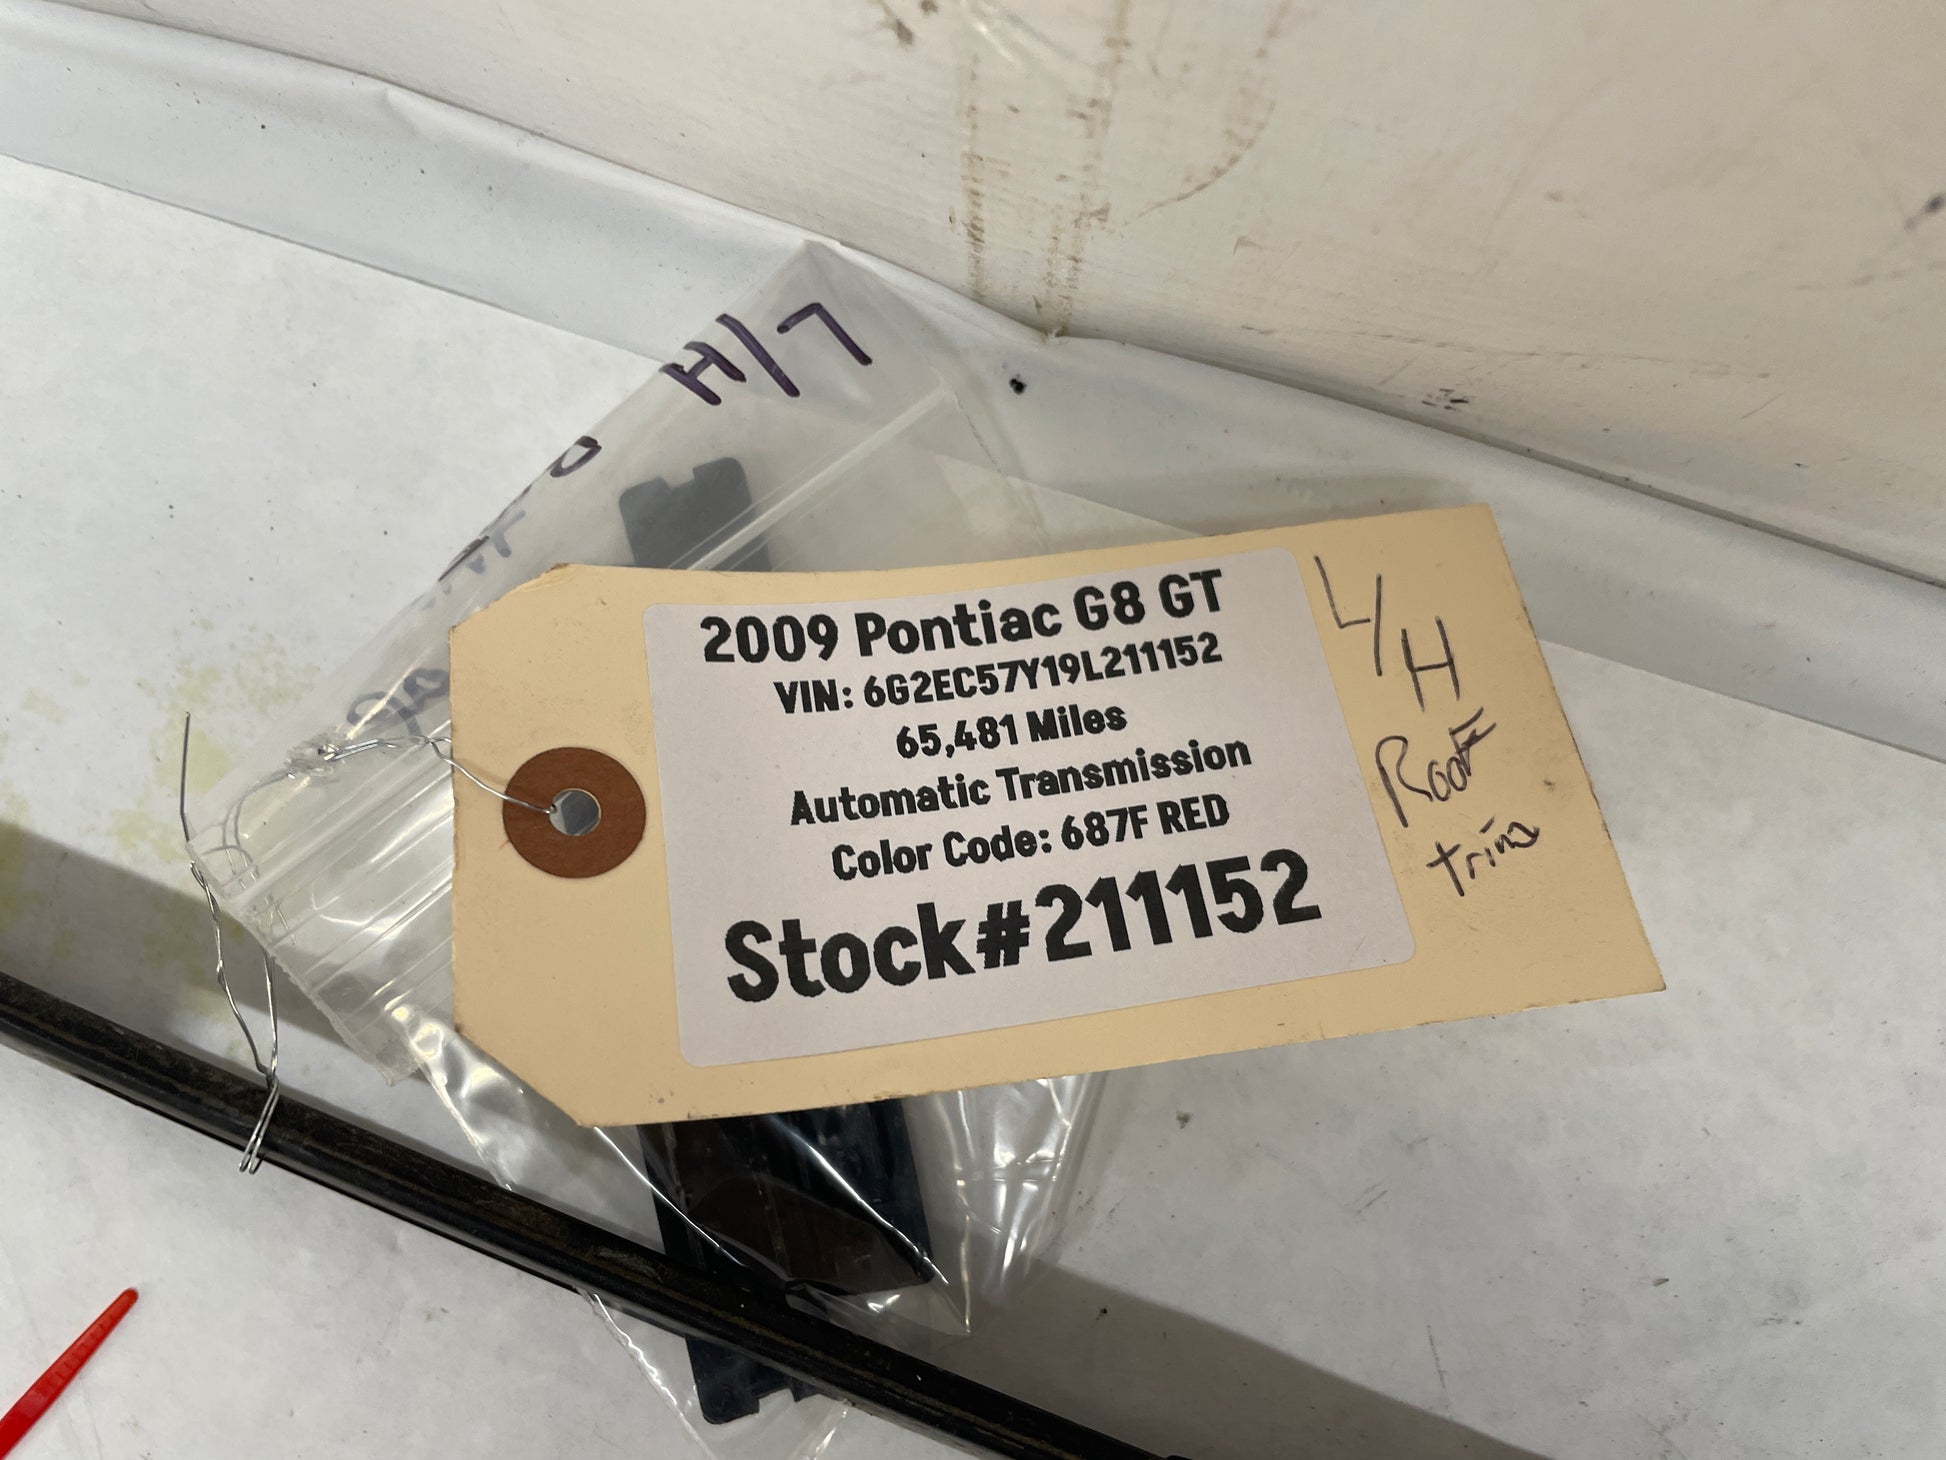 L/H
2009 Pontiac G8 GT
VIN: 6G2EC57Y19L211152
65,481 Miles
Automatic Transmission
Color Code: 687F RED
Stock#211152
L/H
Roof
trim